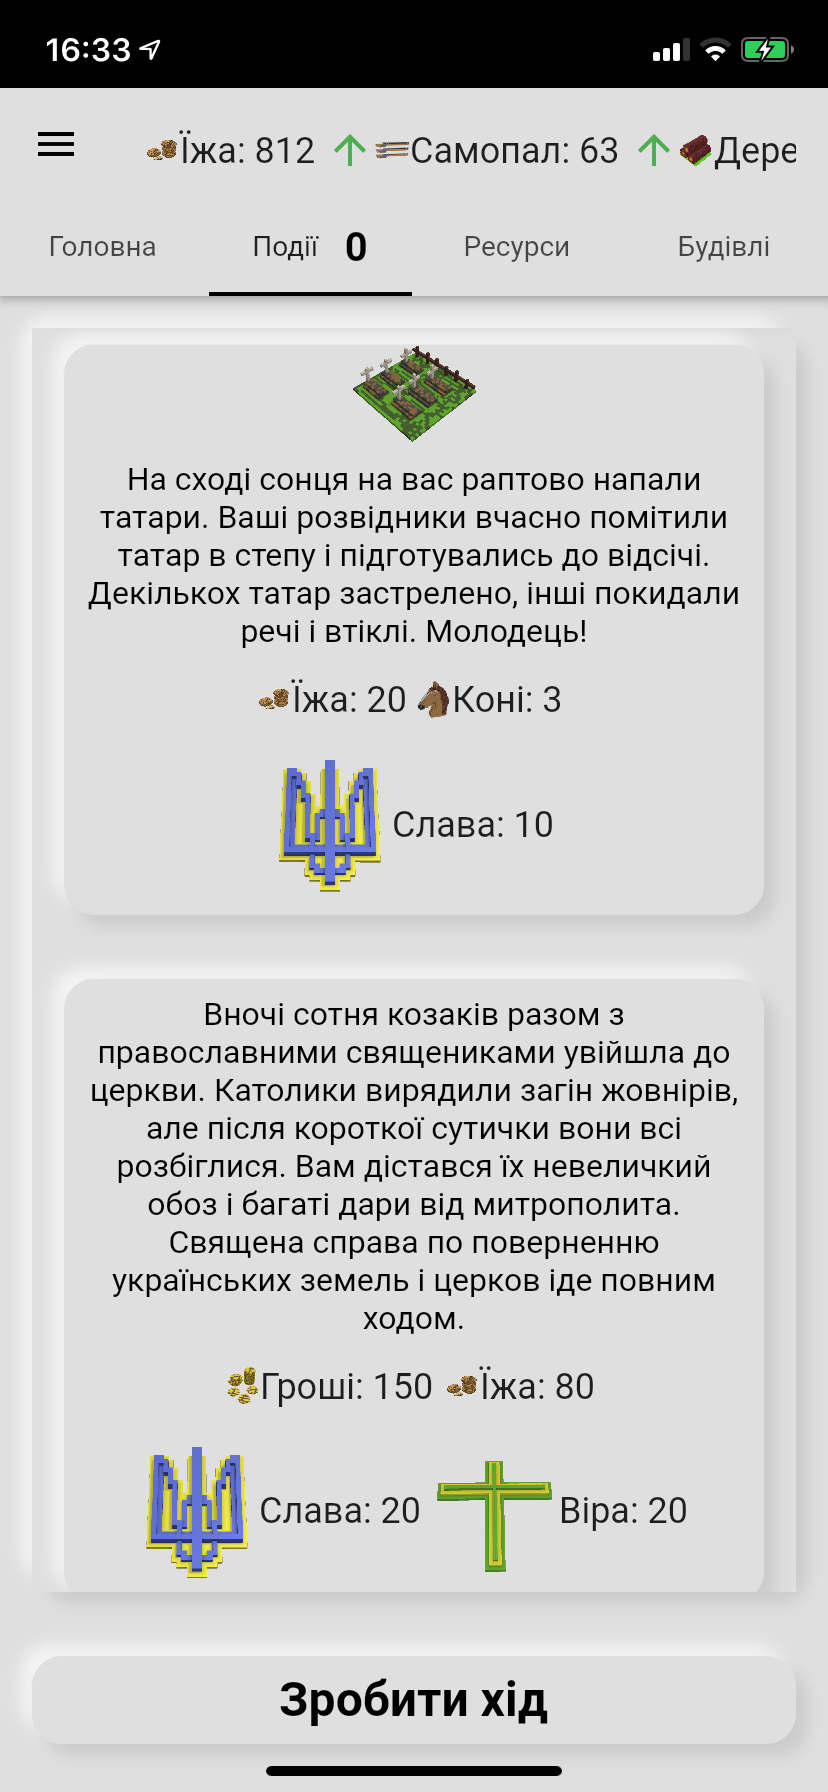 16:33
Їжа: 812 Самопал: 63 Дере
Головна Події 0 Ресурси Будівлі
На сході сонця на вас раптово напали
татари. Ваші розвідники вчасно помітили
татар в степу і підготувались до відсічі.
Декількох татар застрелено, інші покидали
речі і втіклі. Молодець!
Їжа: 20 Коні: 3
Слава: 10
Вночі сотня козаків разом з
православними священиками увійшла до
церкви. Католики вирядили загін жовнірів,
але після короткої сутички вони всі
розбіглися. Вам дістався їх невеличкий
обоз і багаті дари від митрополита.
Священа справа по поверненню
українських земель і церков іде повним
ходом.
Гроші: 150 Їжа: 80
Слава: 20 Віра: 20
Зробити хід